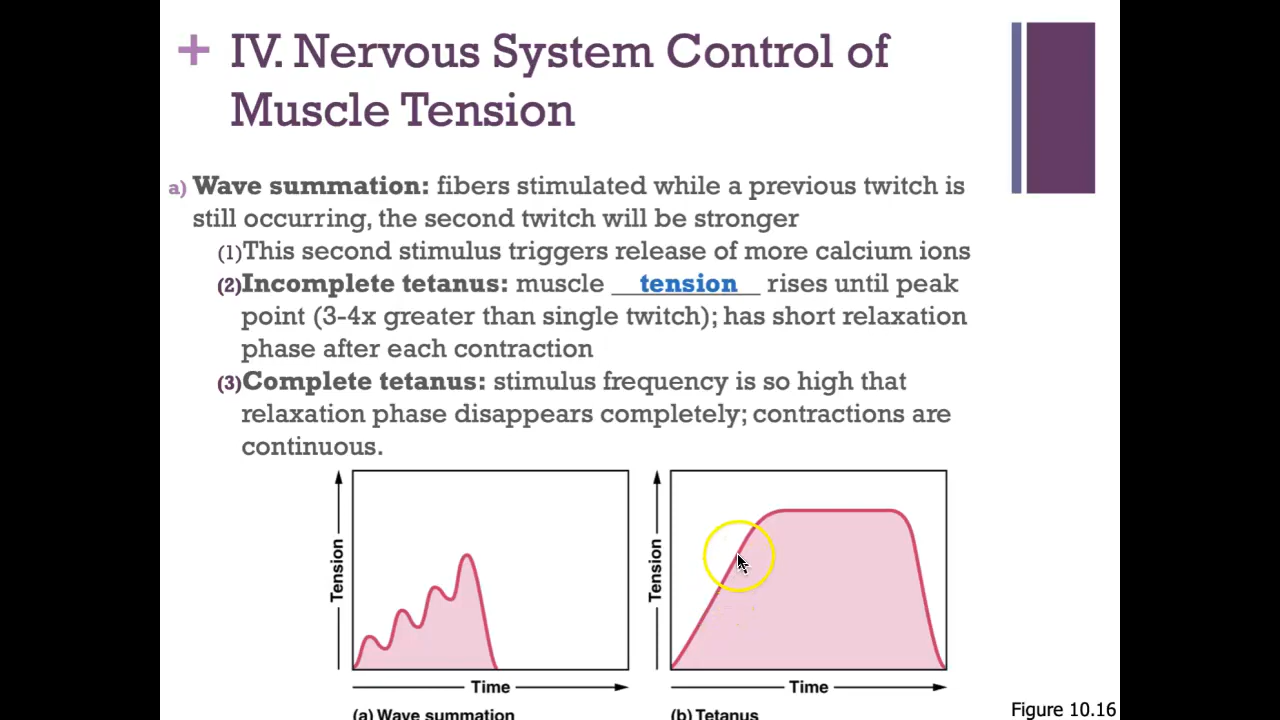 + IV. Nervous System Control of
Muscle Tension
a) Wave summation: fibers stimulated while a previous twitch is
still occurring, the second twitch will be stronger
(1)This second stimulus triggers release of more calcium ions
(2)Incomplete tetanus: muscle __tension__ rises until peak
point (3-4x greater than single twitch); has short relaxation
phase after each contraction
(3)Complete tetanus: stimulus frequency is so high that
relaxation phase disappears completely; contractions are
continuous.
Tension
Time
(a) Wave summation
Tension
Time
(b) Tetanus
Figure 10.16